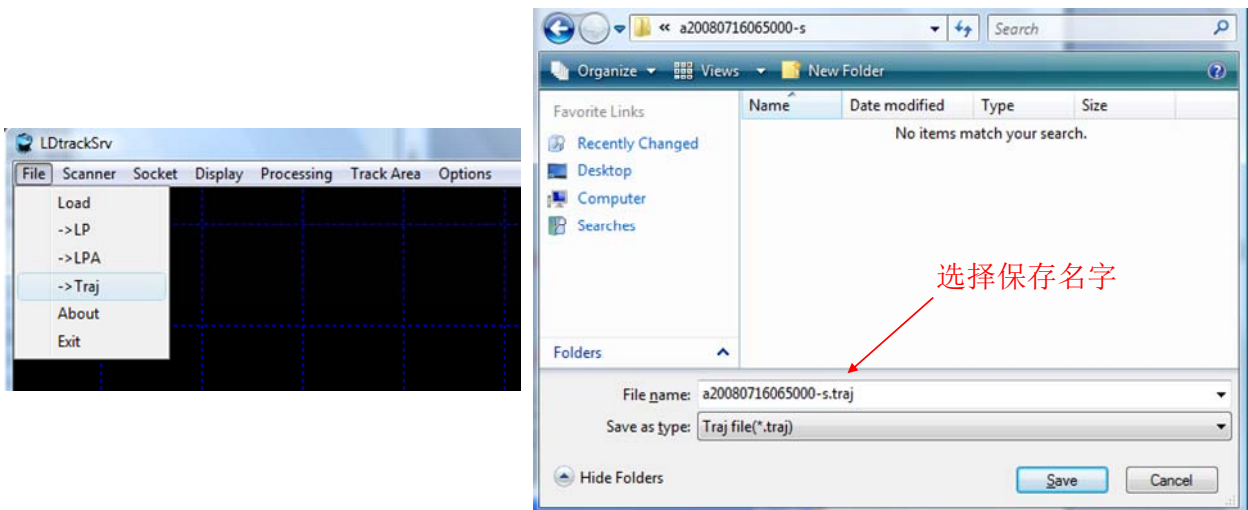 LDtrackSrv
File Scanner Socket Display Processing Track Area Options
Load
->LP
->LPA
->Traj
About
Exit
« a20080716065000-s
Search
Organize Views New Folder
Favorite Links
Recently Changed
Desktop
Computer
Searches
Folders
Name Date modified Type Size
No items match your search.
选择保存名字
File name: a20080716065000-s.traj
Save as type: Traj file(*.traj)
Hide Folders
Save Cancel